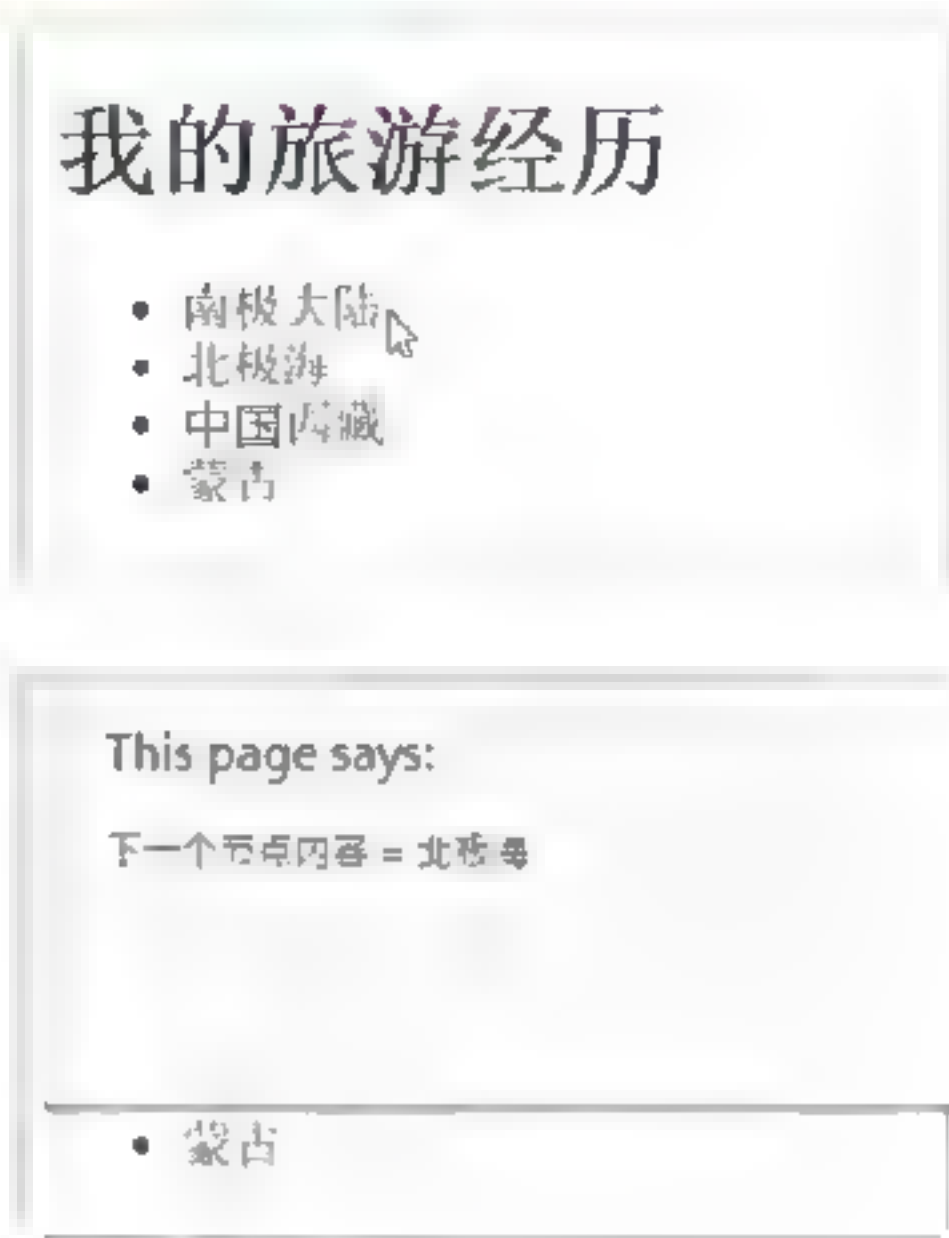 我的旅游经历
南极大陆
北极海
中国西藏
蒙古
This page says:
下一个节点内容 = 北极海
蒙古